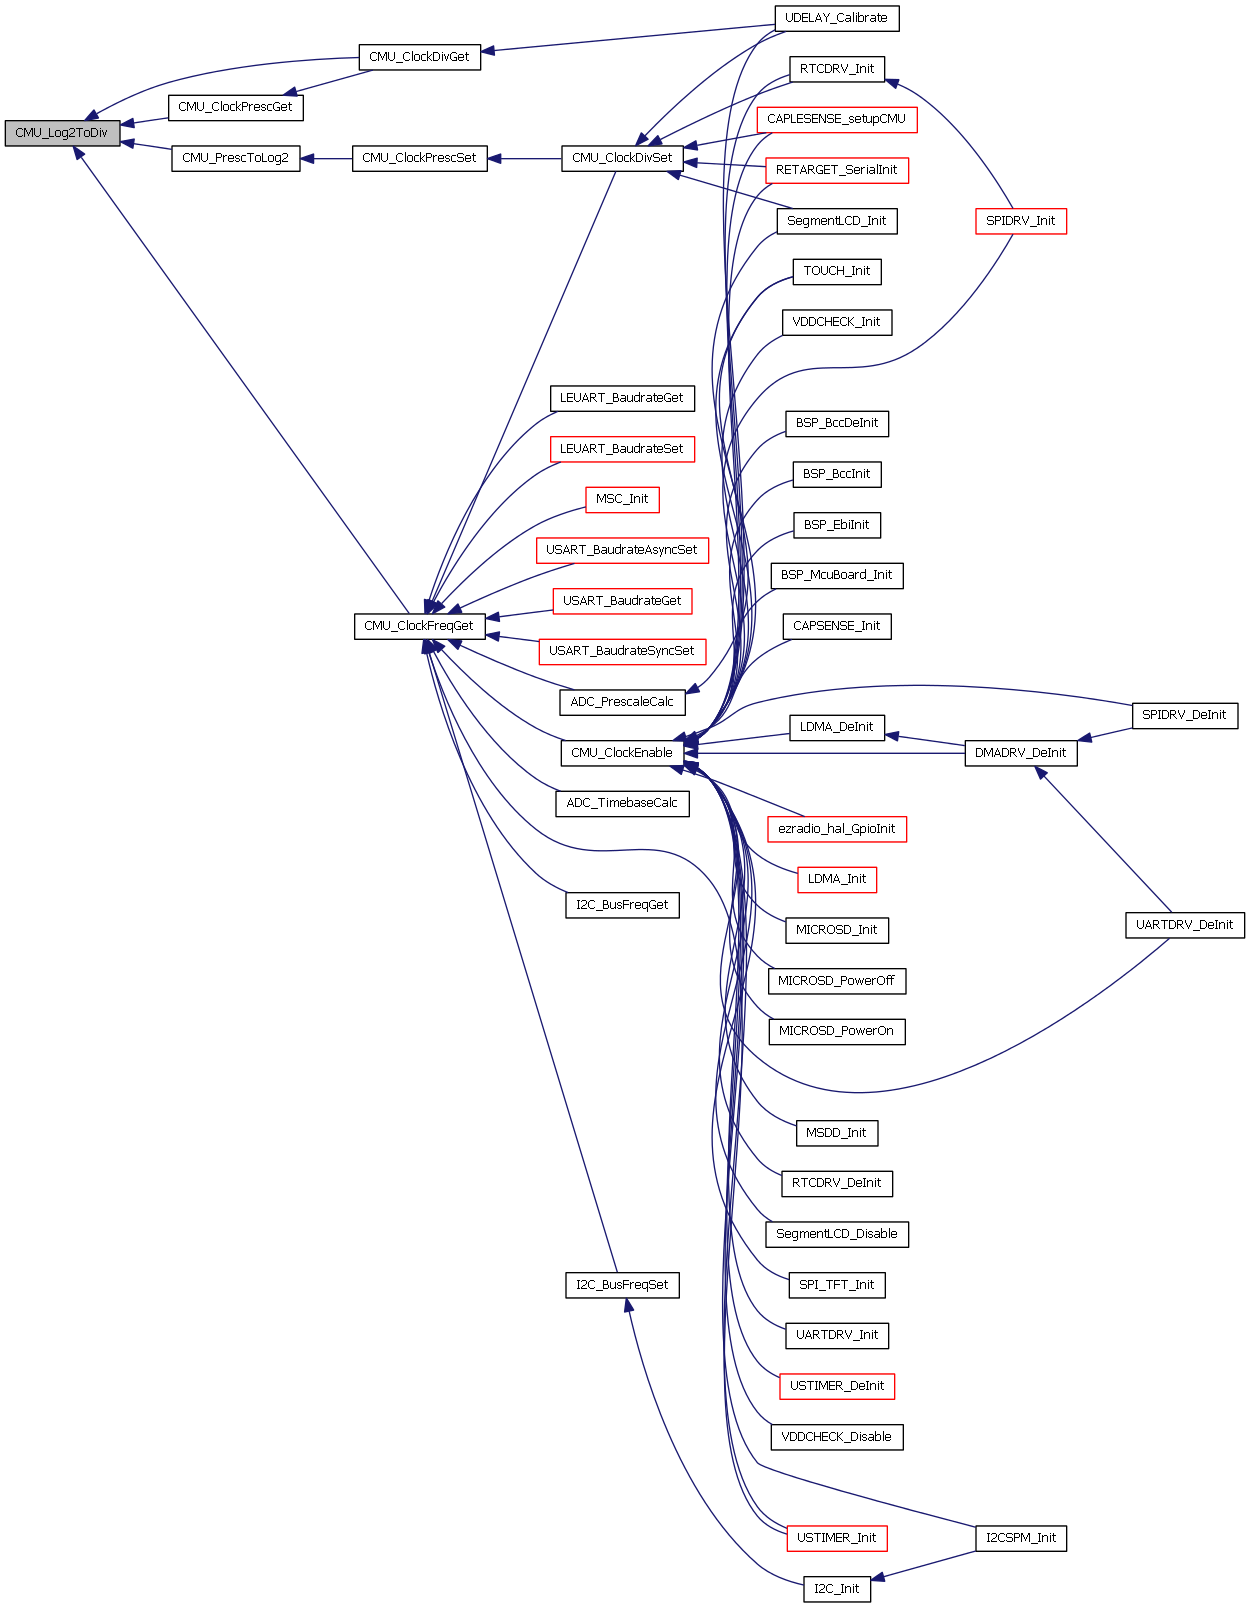 UDELAY_Calibrate
CMU_ClockDivGet
RTCDRV_Init
CMU_ClockPrescGet
CAPLESENSE_setupCMU
CMU_Log2ToDiv
CMU_PrescToLog2
CMU_ClockPrescSet
CMU_ClockDivSet
RETARGET_SerialInit
SegmentLCD_Init
SPIDRV_Init
TOUCH_Init
VDDCHECK_Init
LEUART_BaudrateGet
BSP_BccDeInit
LEUART_BaudrateSet
BSP_BccInit
MSC_Init
BSP_EbiInit
USART_BaudrateAsyncSet
BSP_McuBoard_Init
USART_BaudrateGet
CMU_ClockFreqGet
CAPSENSE_Init
USART_BaudrateSyncSet
ADC_PrescaleCalc
SPIDRV_DeInit
LDMA_DeInit
CMU_ClockEnable
DMADRV_DeInit
ADC_TimebaseCalc
ezradio_hal_GpioInit
LDMA_Init
I2C_BusFreqGet
MICROSD_Init
UARTDRV_DeInit
MICROSD_PowerOff
MICROSD_PowerOn
MSDD_Init
RTCDRV_DeInit
SegmentLCD_Disable
I2C_BusFreqSet
SPI_TFT_Init
UARTDRV_Init
USTIMER_DeInit
VDDCHECK_Disable
USTIMER_Init
I2CSPM_Init
I2C_Init